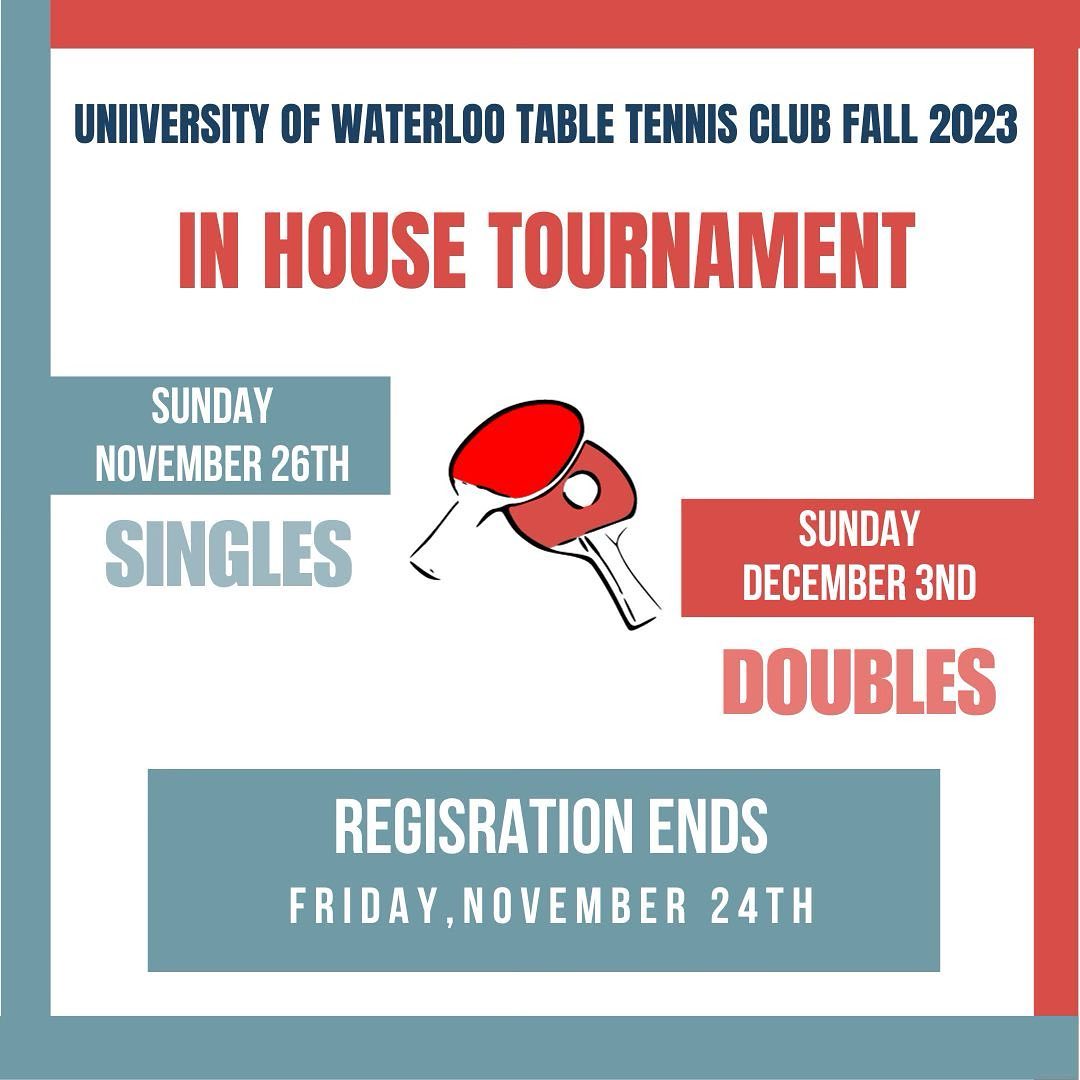 UNIIVERSITY OF WATERLOO TABLE TENNIS CLUB FALL 2023
IN HOUSE TOURNAMENT
SUNDAY
NOVEMBER 26TH
SINGLES
SUNDAY
DECEMBER 3ND
DOUBLES
REGISRATION ENDS
FRIDAY,NOVEMBER 24TH